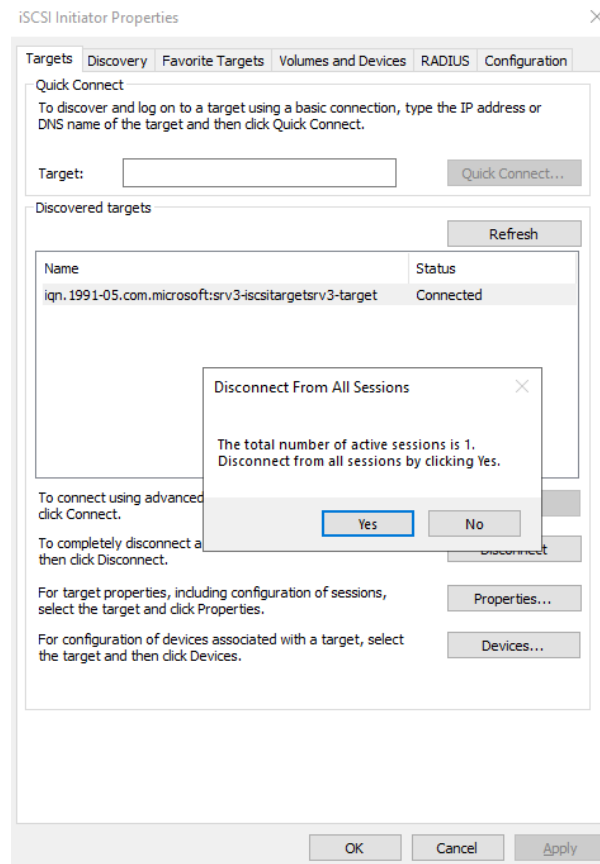 iSCSI Initiator Properties
Targets Discovery Favorite Targets Volumes and Devices RADIUS Configuration
Quick Connect
To discover and log on to a target using a basic connection, type the IP address or
DNS name of the target and then click Quick Connect.
Target:
Quick Connect...
Discovered targets
Refresh
Name Status
iqn.1991-05.com.microsoft:srv3-iscsitargetsrv3-target Connected
Disconnect From All Sessions
The total number of active sessions is 1.
Disconnect from all sessions by clicking Yes.
Yes No
To connect using advanced
click Connect.
To completely disconnect a
then click Disconnect.
Disconnect
For target properties, including configuration of sessions,
select the target and click Properties.
Properties...
For configuration of devices associated with a target, select
the target and then click Devices.
Devices...
OK Cancel Apply